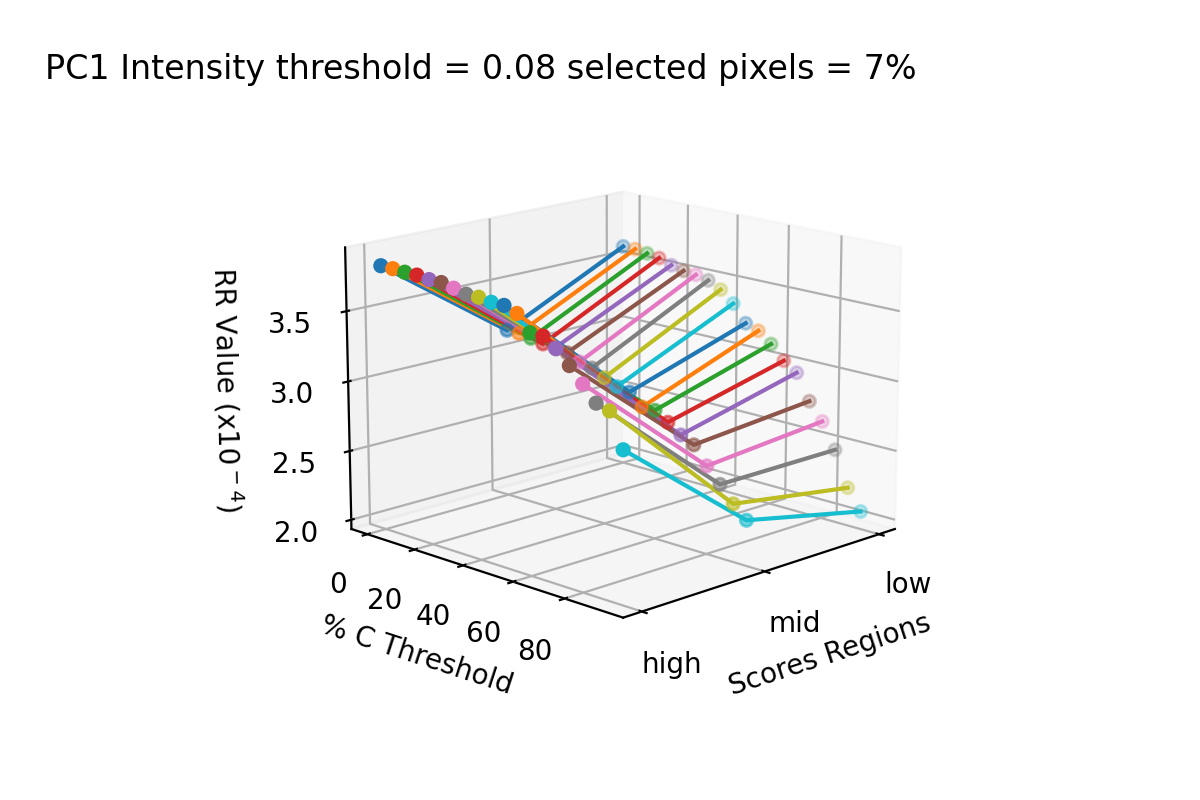 PC1 Intensity threshold = 0.08 selected pixels = 7%
RR Value (x10⁻⁴)
3.5
3.0
2.5
2.0
0
20
40
60
80
% C Threshold
high
mid
low
Scores Regions